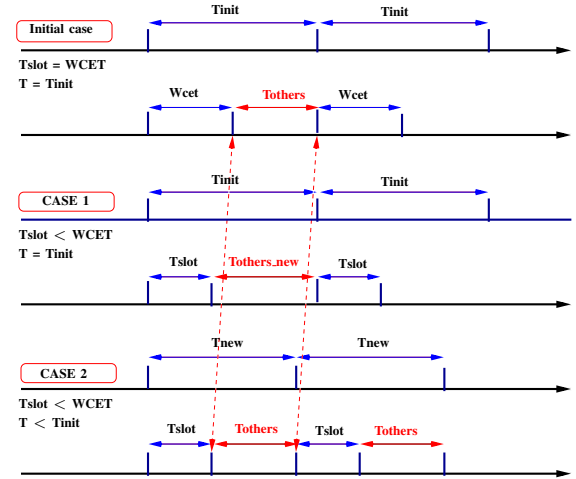 Tinit Tinit
Initial case
Tslot = WCET
T = Tinit
Wcet Tothers Wcet
Tinit Tinit
CASE 1
Tslot < WCET
T = Tinit
Tslot Tothers_new Tslot
Tnew Tnew
CASE 2
Tslot < WCET
T < Tinit
Tslot Tothers Tslot Tothers